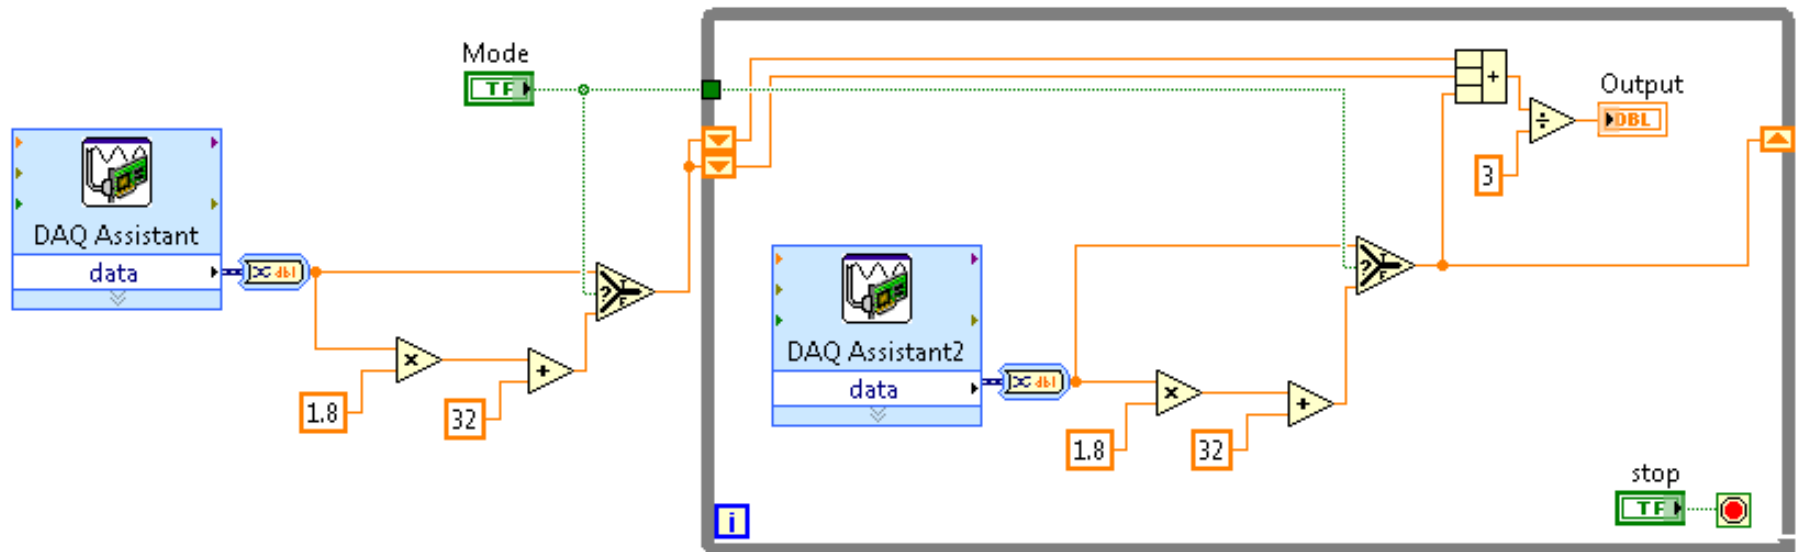 Mode
TF
Output
DBL
3
DAQ Assistant
data
dbl
1.8
32
? T F
? T F
DAQ Assistant2
data
dbl
1.8
32
stop
TF
i